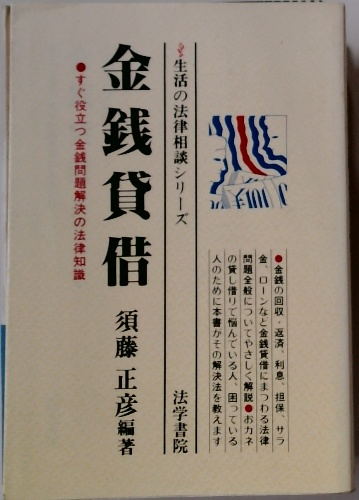 生活の法律相談シリーズ
法学書院
金銭貸借
須藤正彦編著
●すぐ役立つ金銭問題解決の法律知識
●金銭の回収・返済、利息、担保、サラ
金、ローンなど金銭貸借にまつわる法律
問題全般についてやさしく解説●おカネ
の貸し借りで悩んでいる人、困っている
人のために本書がその解決法を教えます